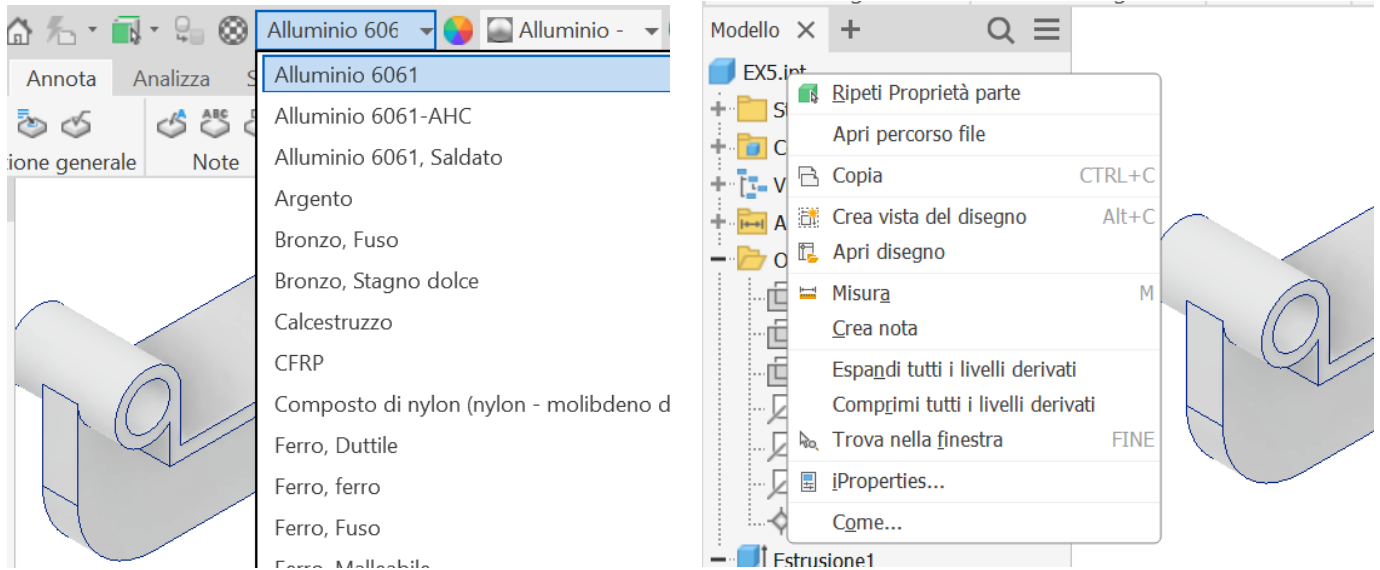 Alluminio 606
Alluminio -
Annota
Analizza
S
ione generale
ABC
Note
Alluminio 6061
Alluminio 6061-AHC
Alluminio 6061, Saldato
Argento
Bronzo, Fuso
Bronzo, Stagno dolce
Calcestruzzo
CFRP
Composto di nylon (nylon - molibdeno d
Ferro, Duttile
Ferro, ferro
Ferro, Fuso
Ferro, Malleabile
Modello
EX5.ipt
S
C
V
A
O
Ripeti Proprietà parte
Apri percorso file
Copia CTRL+C
Crea vista del disegno Alt+C
Apri disegno
Misura M
Crea nota
Espandi tutti i livelli derivati
Comprimi tutti i livelli derivati
Trova nella finestra FINE
iProperties...
Come...
Estrusione1